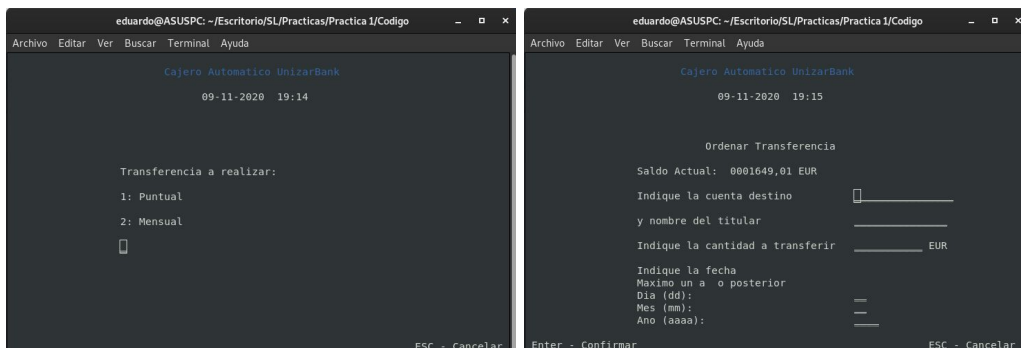 eduardo@ASUSPC: ~/Escritorio/SL/Practicas/Practica 1/Codigo
Archivo Editar Ver Buscar Terminal Ayuda
Cajero Automatico UnizarBank
09-11-2020 19:14
Transferencia a realizar:
1: Puntual
2: Mensual
ESC - Cancelar
eduardo@ASUSPC: ~/Escritorio/SL/Practicas/Practica 1/Codigo
Archivo Editar Ver Buscar Terminal Ayuda
Cajero Automatico UnizarBank
09-11-2020 19:15
Ordenar Transferencia
Saldo Actual: 0001649,01 EUR
Indique la cuenta destino
y nombre del titular
Indique la cantidad a transferir EUR
Indique la fecha
Maximo un a o posterior
Dia (dd):
Mes (mm):
Ano (aaaa):
Enter - Confirmar ESC - Cancelar